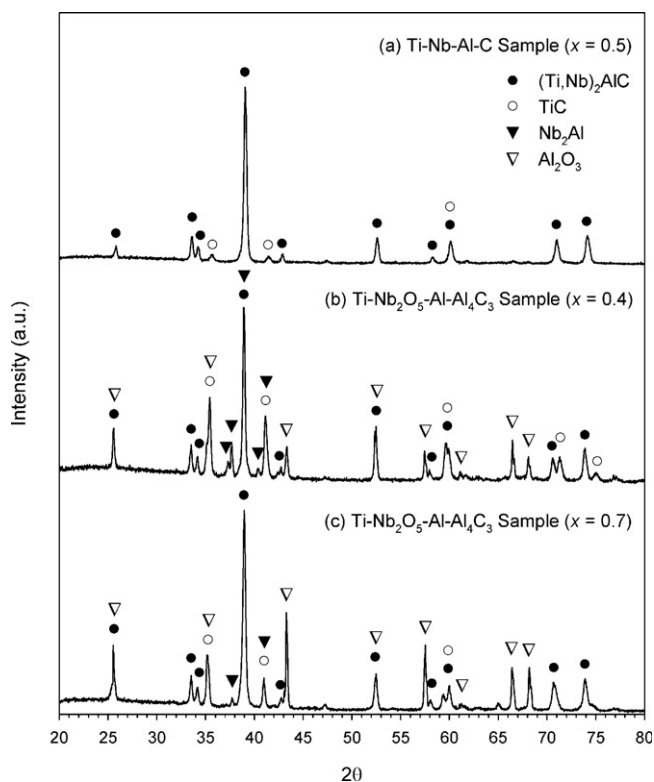 (a) Ti-Nb-Al-C Sample (x = 0.5)
(Ti,Nb)₂AlC
TiC
Nb₂Al
Al₂O₃
(b) Ti-Nb₂O₅-Al-Al₄C₃ Sample (x = 0.4)
(c) Ti-Nb₂O₅-Al-Al₄C₃ Sample (x = 0.7)
Intensity (a.u.)
20 25 30 35 40 45 50 55 60 65 70 75 80
2θ